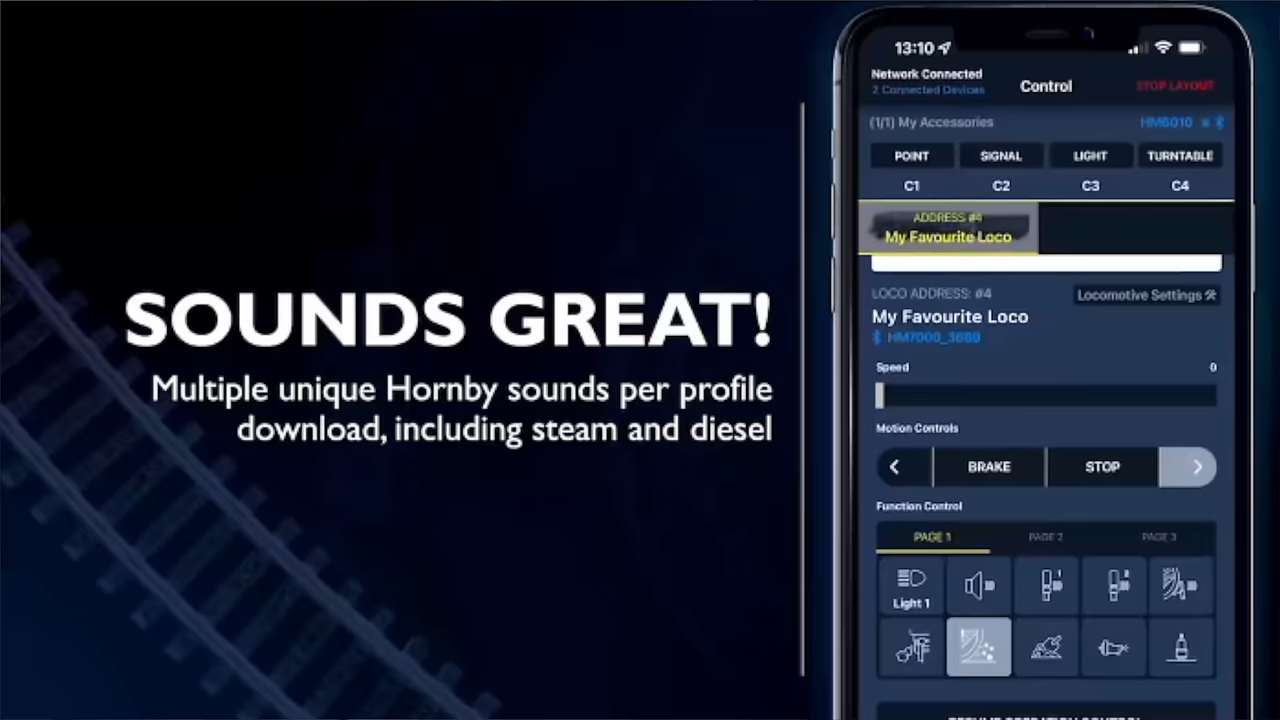 SOUNDS GREAT!
Multiple unique Hornby sounds per profile
download, including steam and diesel
13:10
Network Connected
2 Connected Devices
Control
STOP LAYOUT
(1/1) My Accessories
HM6010
POINT SIGNAL LIGHT TURNTABLE
C1 C2 C3 C4
ADDRESS #4
My Favourite Loco
LOCO ADDRESS: #4
Locomotive Settings
My Favourite Loco
Speed 0
Motion Controls
BRAKE STOP
Function Control
PAGE 1 PAGE 2 PAGE 3
Light 1